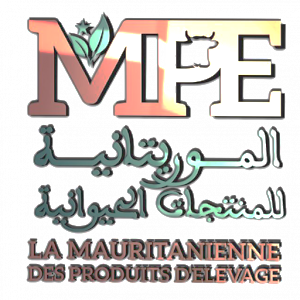 MPE
الموريتانية
للمنتجات الحيوانية
LA MAURITANIENNE
DES PRODUITS D'ELEVAGE